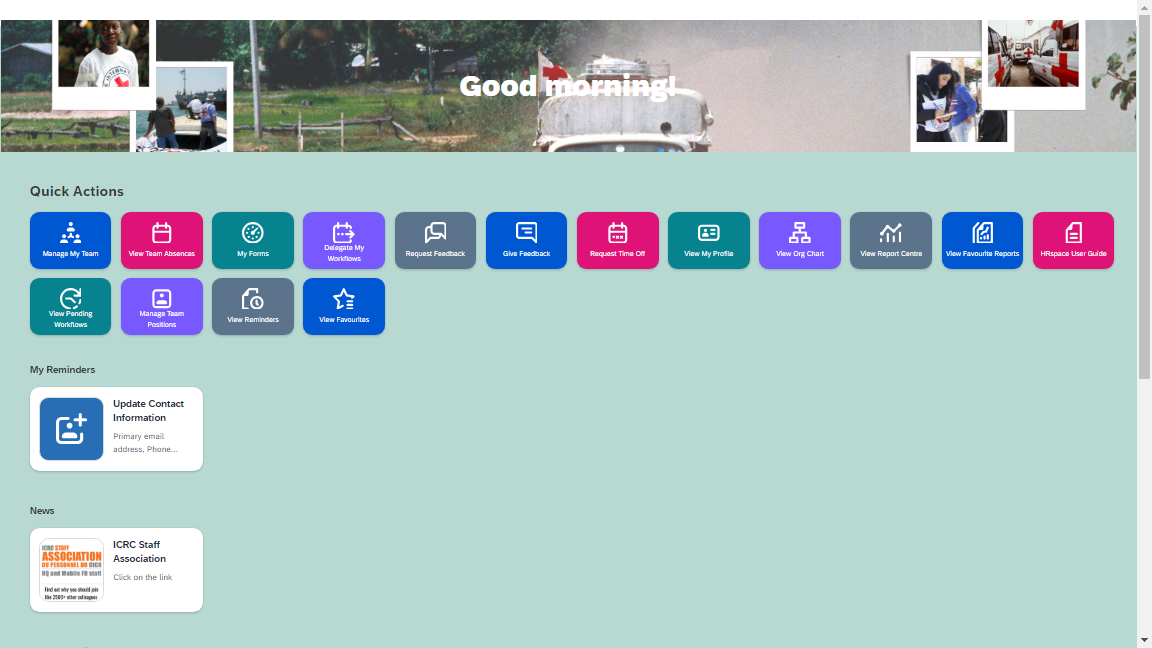 Good morning!
Quick Actions
Manage My Team
View Team Absences
My Forms
Delegate My
Workflows
Request Feedback
Give Feedback
Request Time Off
View My Profile
View Org Chart
View Report Centre
View Favourite Reports
HRspace User Guide
View Pending
Workflows
Manage Team
Positions
View Reminders
View Favourites
My Reminders
Update Contact
Information
Primary email
address, Phone...
News
ICRC STAFF
ASSOCIATION
DU PERSONNEL DU CICR
HQ and Mobile FD staff
Find out why you should join
the 2500+ other colleagues
ICRC Staff
Association
Click on the link